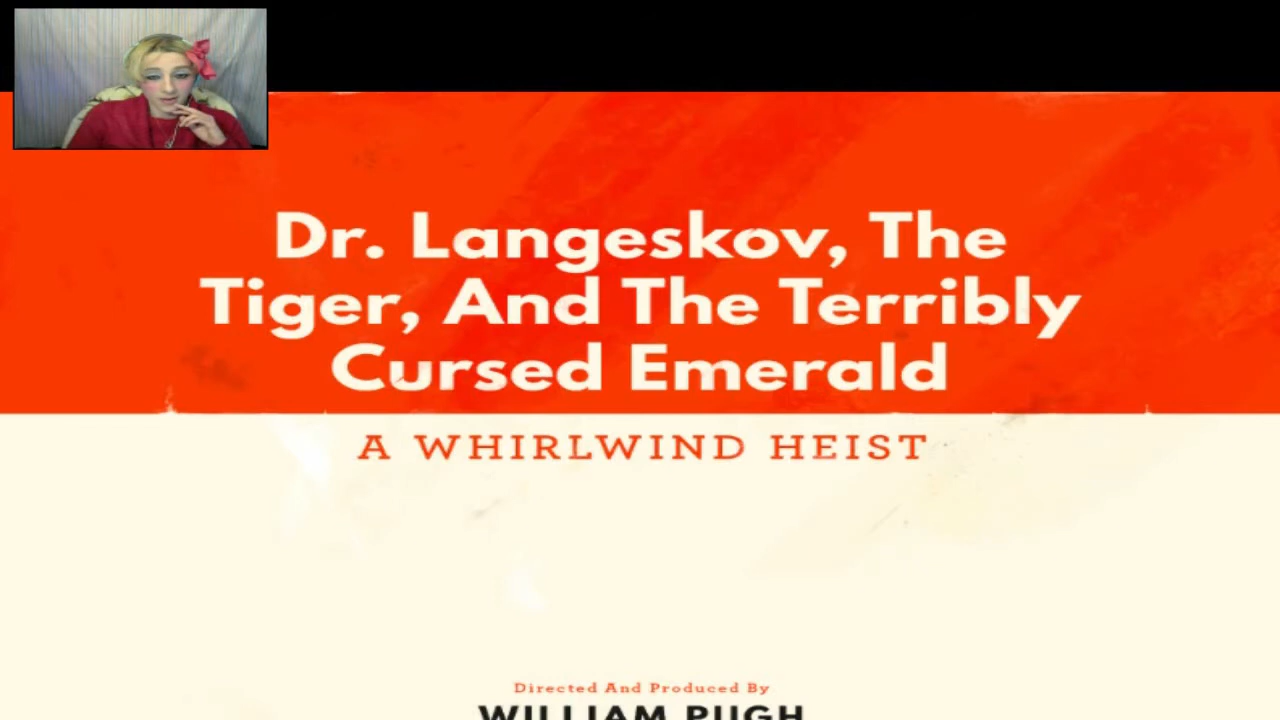 Dr. Langeskov, The
Tiger, And The Terribly
Cursed Emerald
A WHIRLWIND HEIST
Directed And Produced By
WILLIAM PUGH